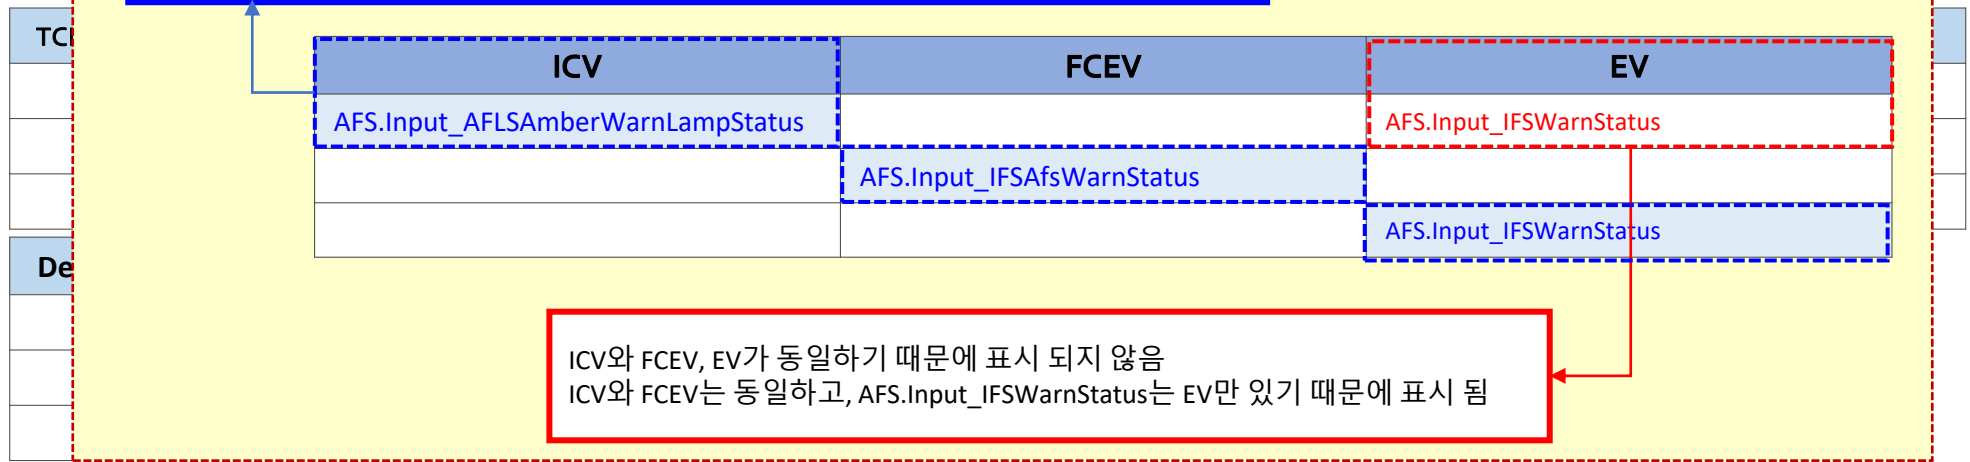 ICV FCEV EV
AFS.Input_AFLSAmberWarnLampStatus AFS.Input_IFSWarnStatus
AFS.Input_IFSAfsWarnStatus
AFS.Input_IFSWarnStatus
ICV와 FCEV, EV가 동일하기 때문에 표시 되지 않음
ICV와 FCEV는 동일하고, AFS.Input_IFSWarnStatus는 EV만 있기 때문에 표시 됨